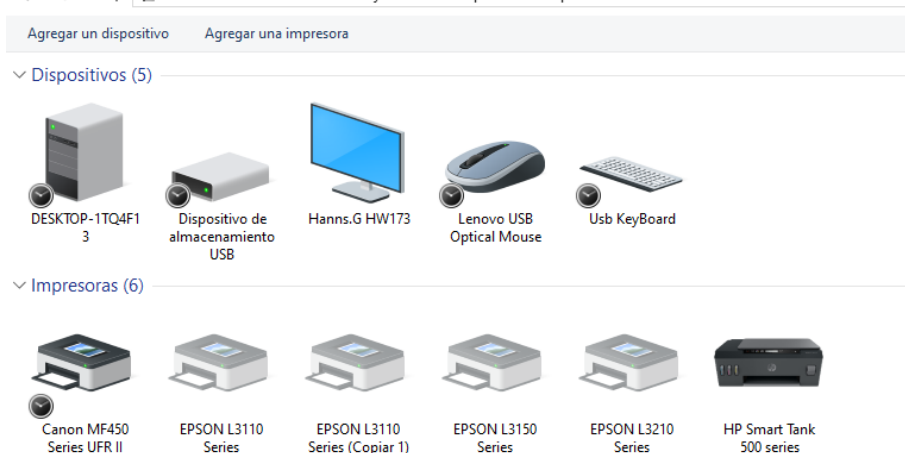 Agregar un dispositivo Agregar una impresora
Dispositivos (5)
DESKTOP-1TQ4F1
3
Dispositivo de
almacenamiento
USB
Hanns.G HW173
Lenovo USB
Optical Mouse
Usb KeyBoard
Impresoras (6)
Canon MF450
Series UFR II
EPSON L3110
Series
EPSON L3110
Series (Copiar 1)
EPSON L3150
Series
EPSON L3210
Series
HP Smart Tank
500 series